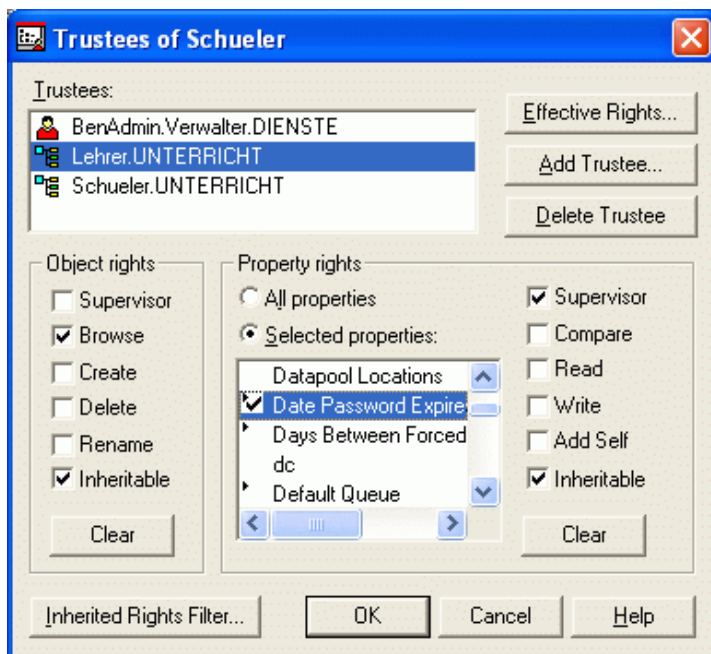 Trustees of Schueler
Trustees:
BenAdmin.Verwalter.DIENSTE
Lehrer.UNTERRICHT
Schueler.UNTERRICHT
Effective Rights...
Add Trustee...
Delete Trustee
Object rights
Supervisor
Browse
Create
Delete
Rename
Inheritable
Clear
Property rights
All properties
Selected properties:
Datapool Locations
Date Password Expire
Days Between Forced
dc
Default Queue
Supervisor
Compare
Read
Write
Add Self
Inheritable
Clear
Inherited Rights Filter...
OK
Cancel
Help